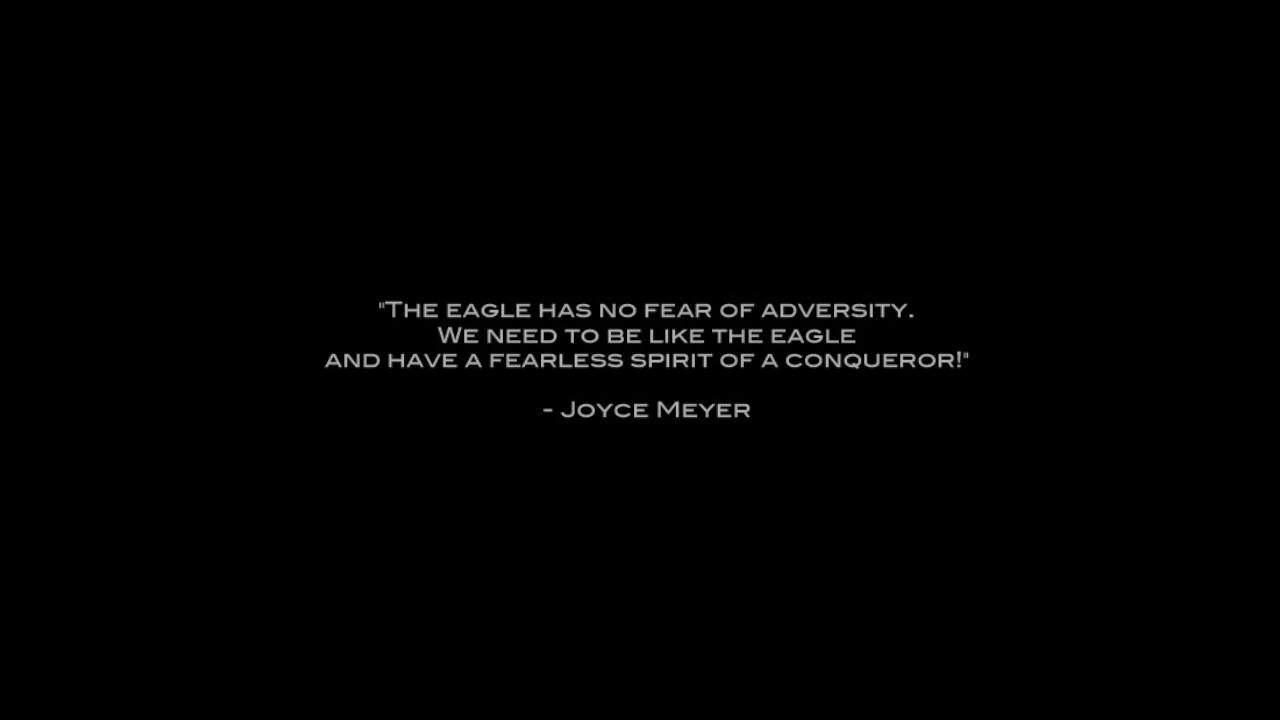 "The eagle has no fear of adversity.
We need to be like the eagle
and have a fearless spirit of a conqueror!"
- Joyce Meyer